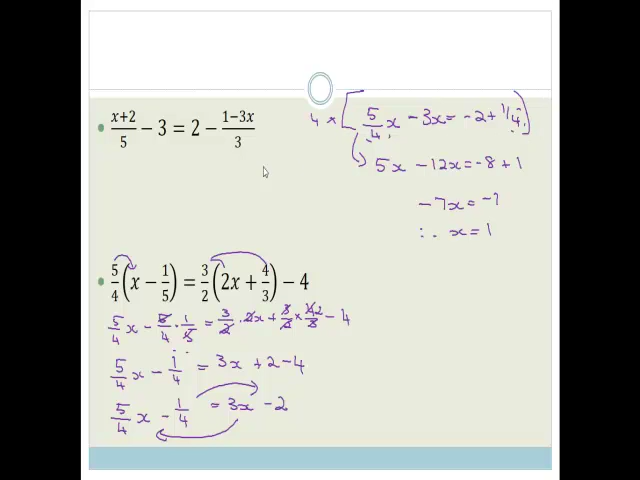 • (x+2)/5 − 3 = 2 − (1−3x)/3
4 × [ 5/4 x − 3x = −2 + 1/4 ]
5x − 12x = −8 + 1
−7x = −7
∴ x = 1
• 5/4 (x − 1/5) = 3/2 (2x + 4/3) − 4
5/4 x − 5/4 · 1/5 = 3/2 · 2x + 3/2 × 4/3 − 4
5/4 x − 1/4 = 3x + 2 − 4
5/4 x − 1/4 = 3x − 2